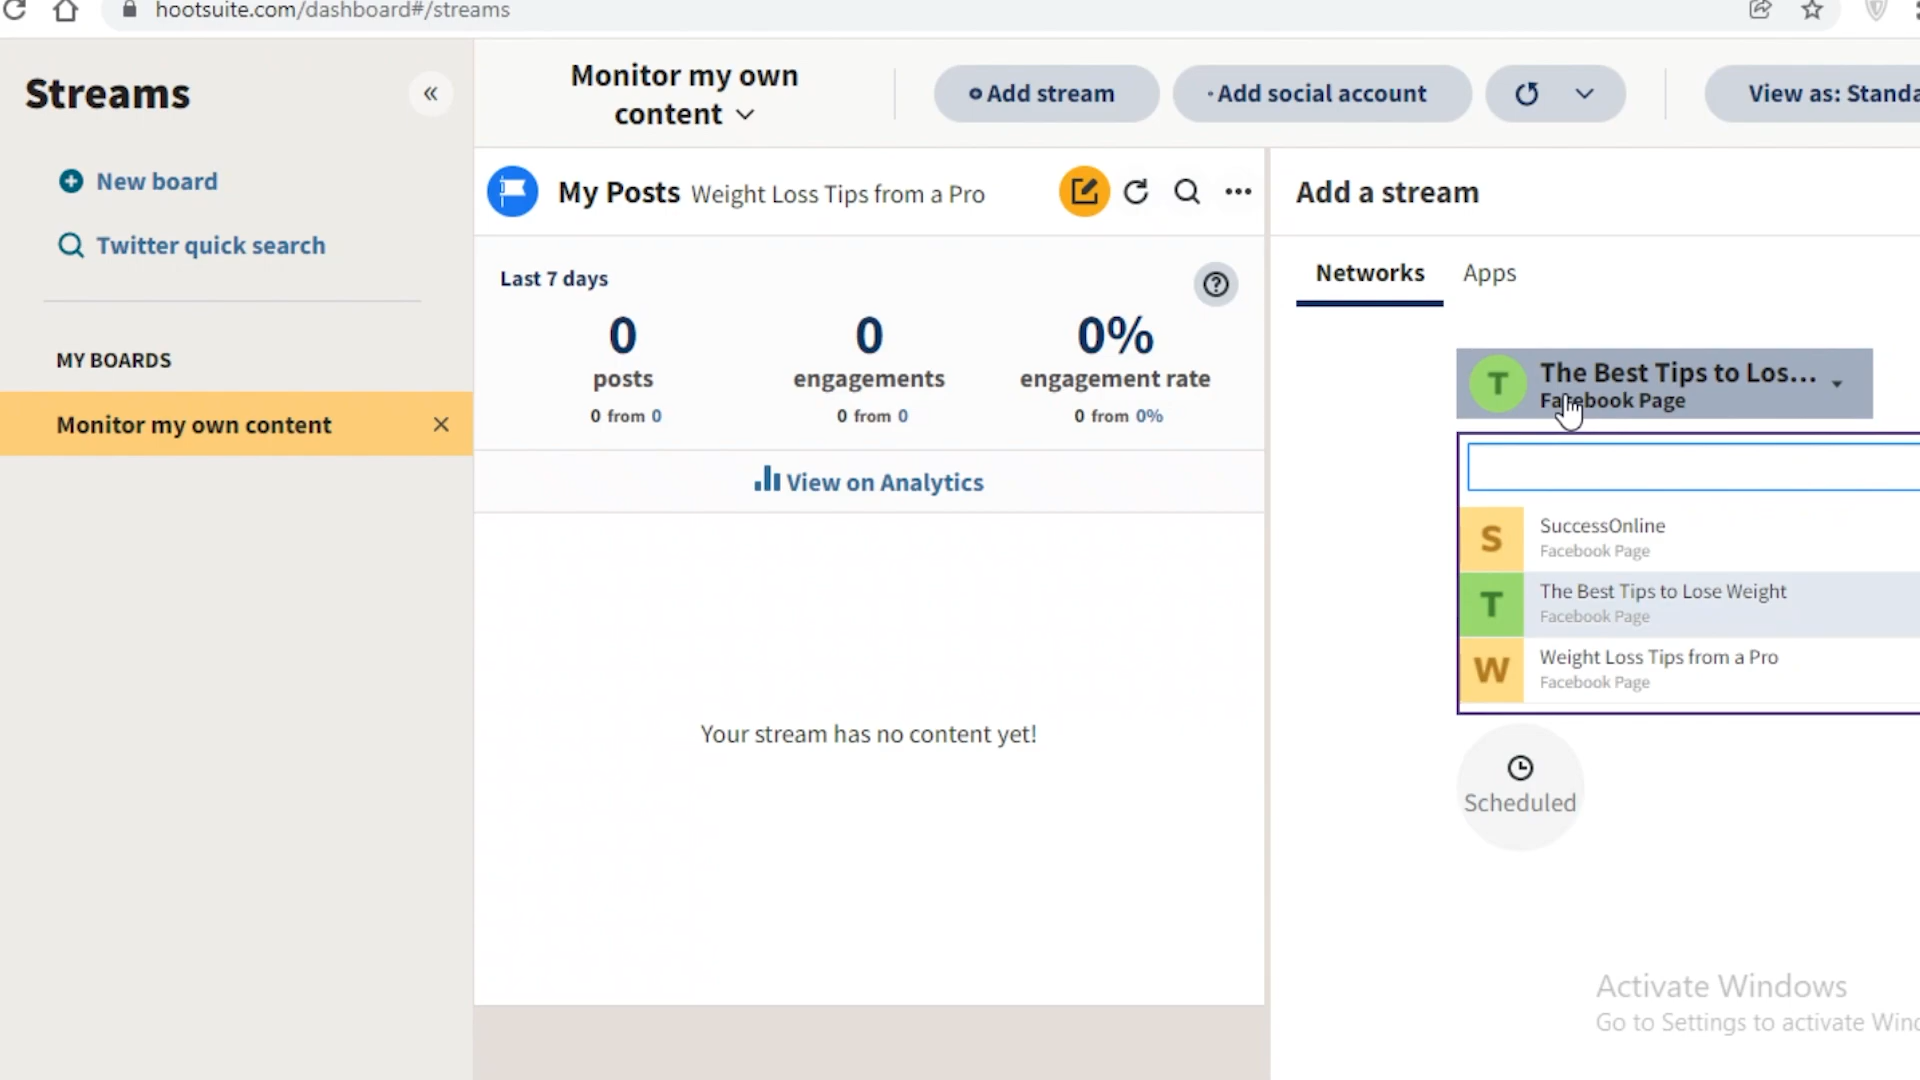 hootsuite.com/dashboard#/streams
Streams
«
New board
Twitter quick search
MY BOARDS
Monitor my own content
Monitor my own
content
Add stream
Add social account
View as: Standa
My Posts Weight Loss Tips from a Pro
Last 7 days
0
posts
0 from 0
0
engagements
0 from 0
0%
engagement rate
0 from 0%
View on Analytics
Your stream has no content yet!
Add a stream
Networks
Apps
T
The Best Tips to Los...
Facebook Page
S
SuccessOnline
Facebook Page
T
The Best Tips to Lose Weight
Facebook Page
W
Weight Loss Tips from a Pro
Facebook Page
Scheduled
Activate Windows
Go to Settings to activate Wind